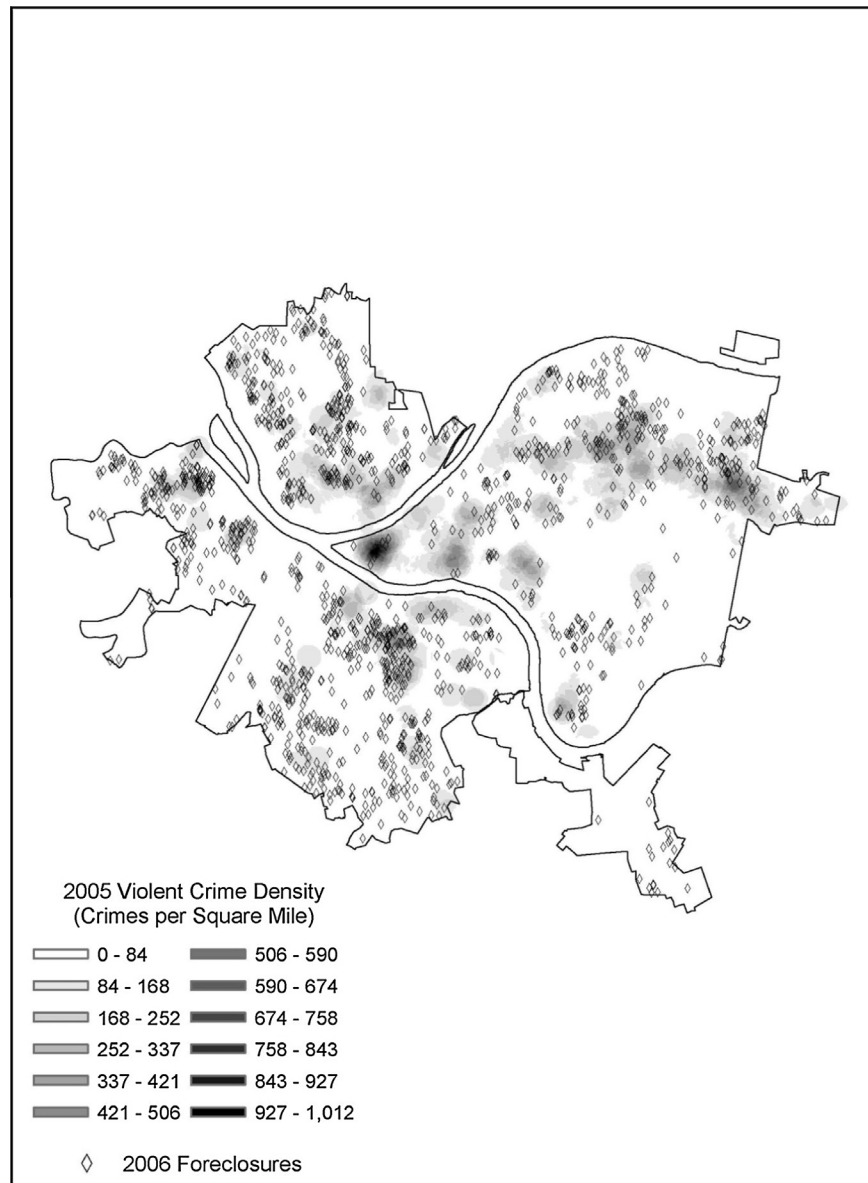 2005 Violent Crime Density
(Crimes per Square Mile)
0 - 84
84 - 168
168 - 252
252 - 337
337 - 421
421 - 506
506 - 590
590 - 674
674 - 758
758 - 843
843 - 927
927 - 1,012
2006 Foreclosures